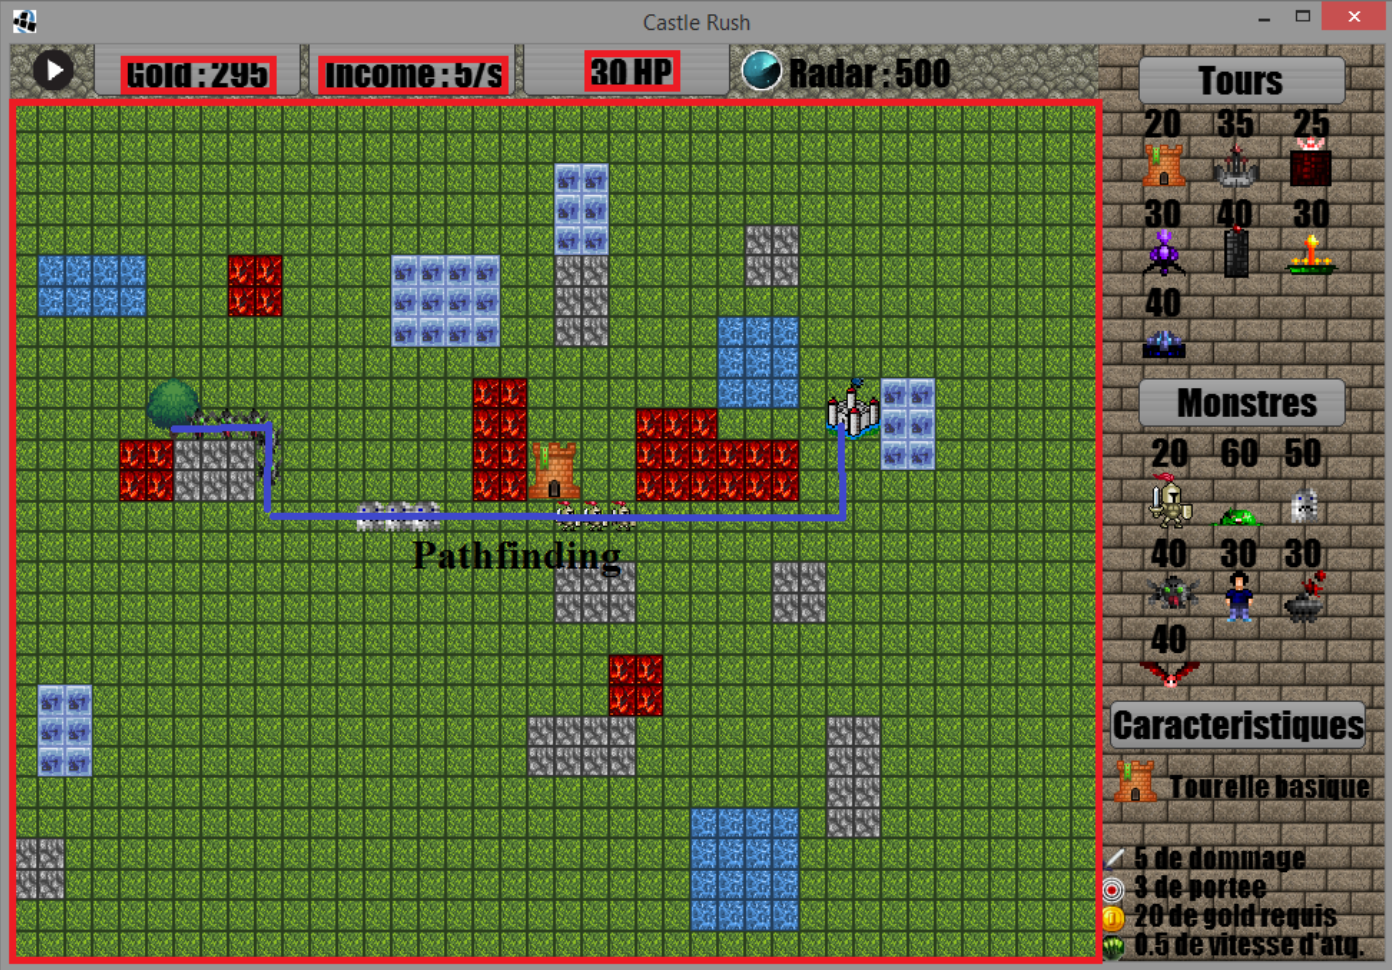 Castle Rush
Gold : 295
Income : 5/s
30 HP
Radar : 500
Tours
20 35 25
30 40 30
40
Monstres
20 60 50
40 30 30
40
Pathfinding
Caracteristiques
Tourelle basique
5 de dommage
3 de portee
20 de gold requis
0.5 de vitesse d'atq.